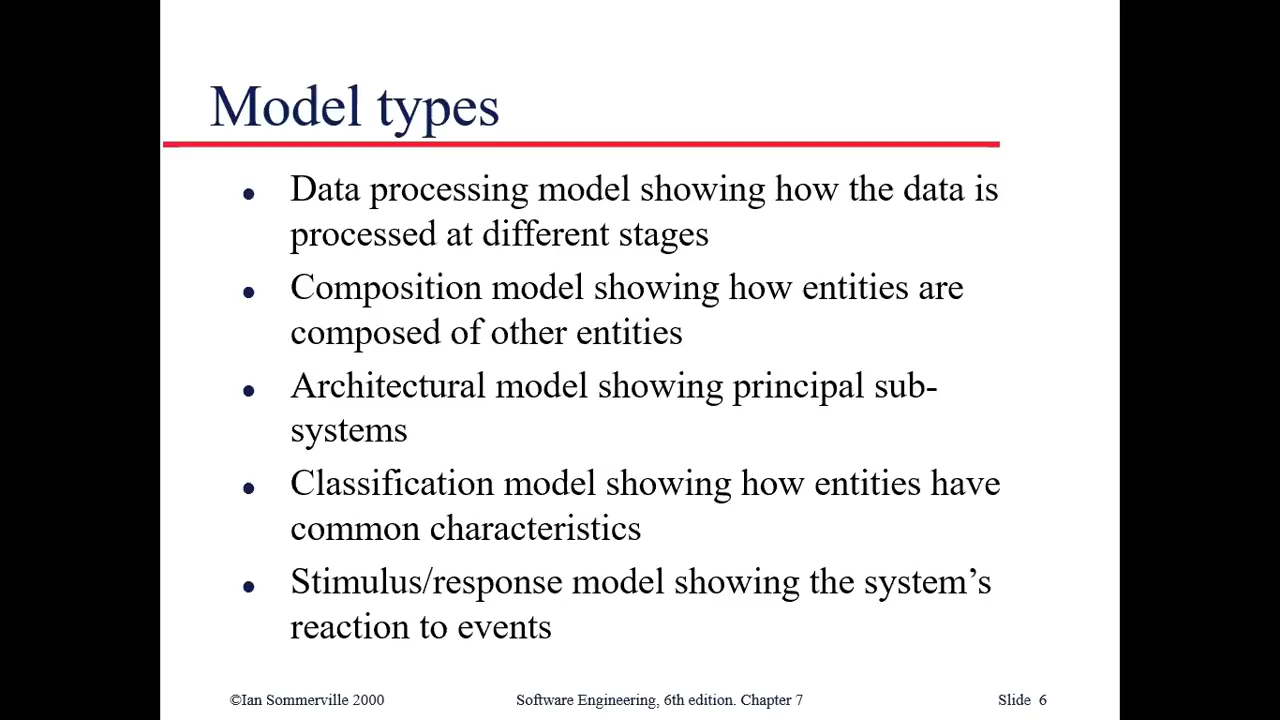 Model types
● Data processing model showing how the data is
processed at different stages
● Composition model showing how entities are
composed of other entities
● Architectural model showing principal sub-
systems
● Classification model showing how entities have
common characteristics
● Stimulus/response model showing the system’s
reaction to events
©Ian Sommerville 2000 Software Engineering, 6th edition. Chapter 7 Slide 6